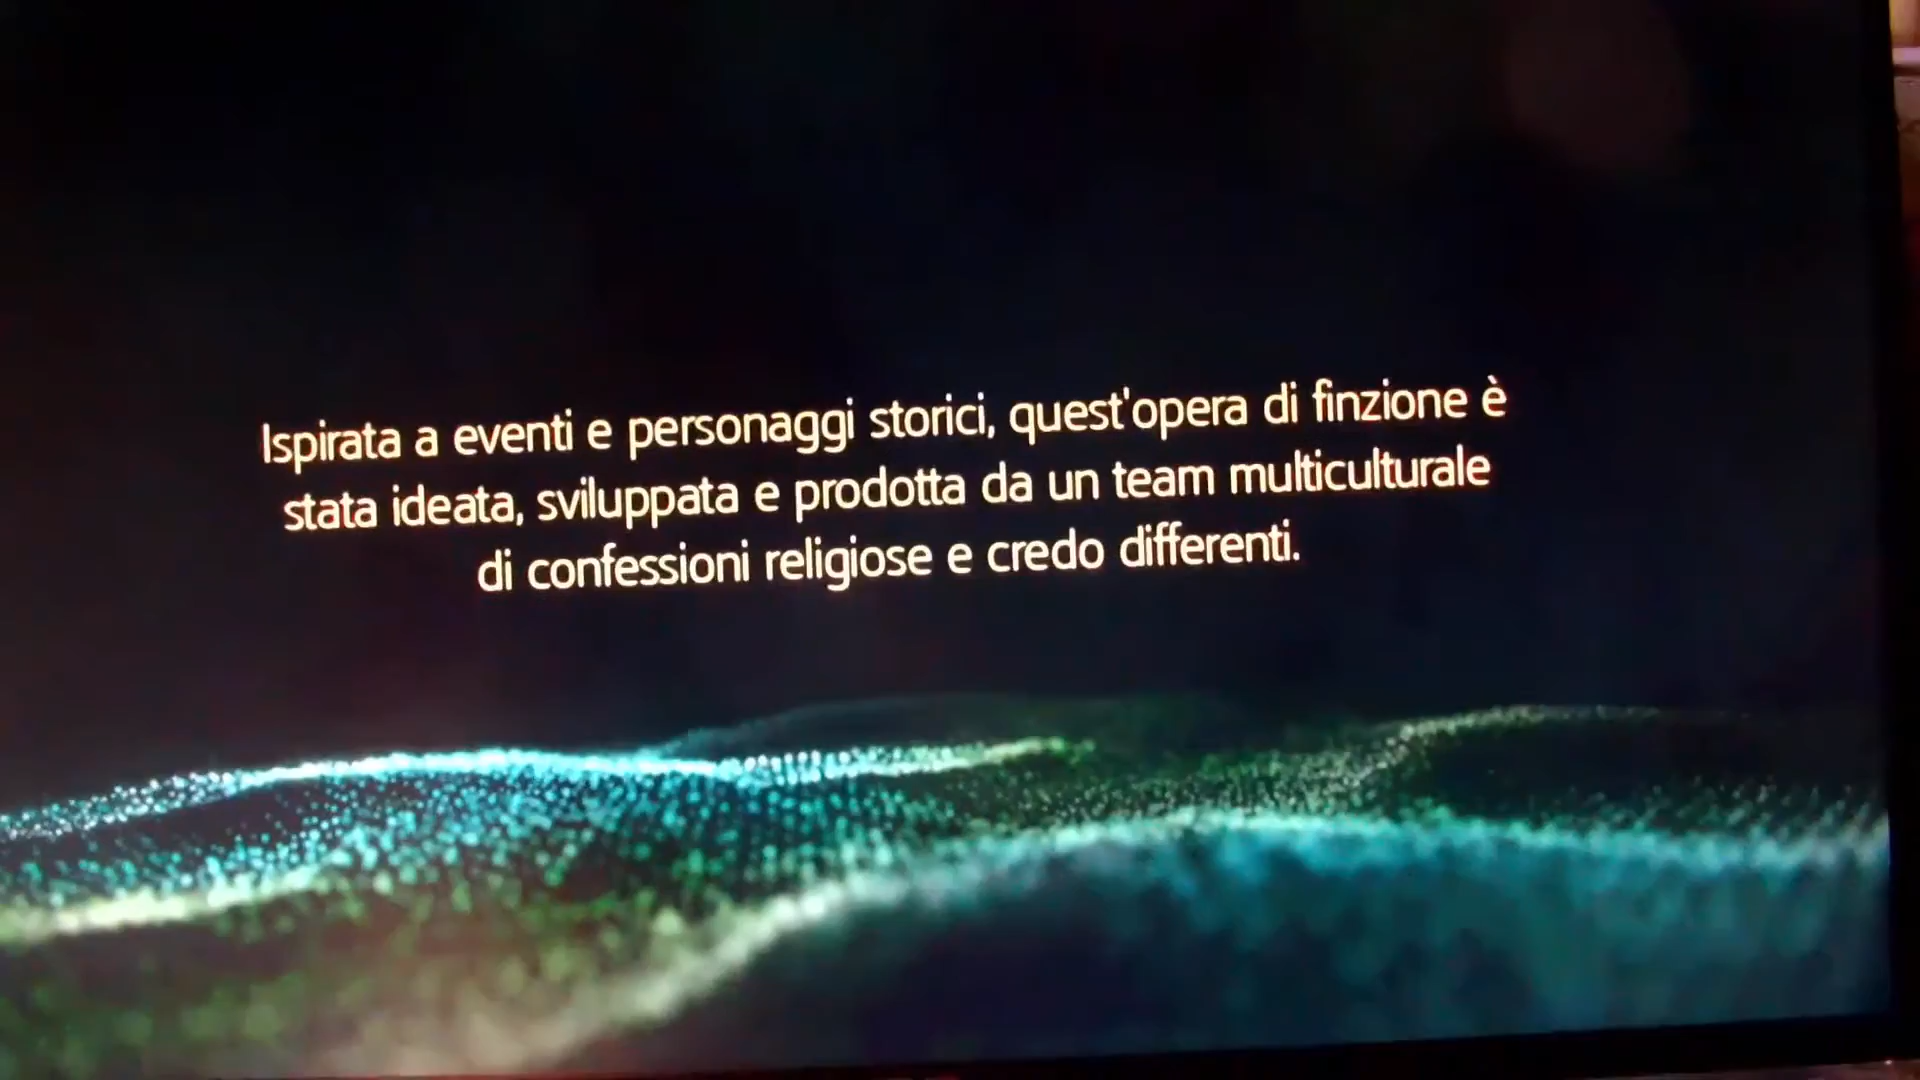 Ispirata a eventi e personaggi storici, quest'opera di finzione è
stata ideata, sviluppata e prodotta da un team multiculturale
di confessioni religiose e credo differenti.